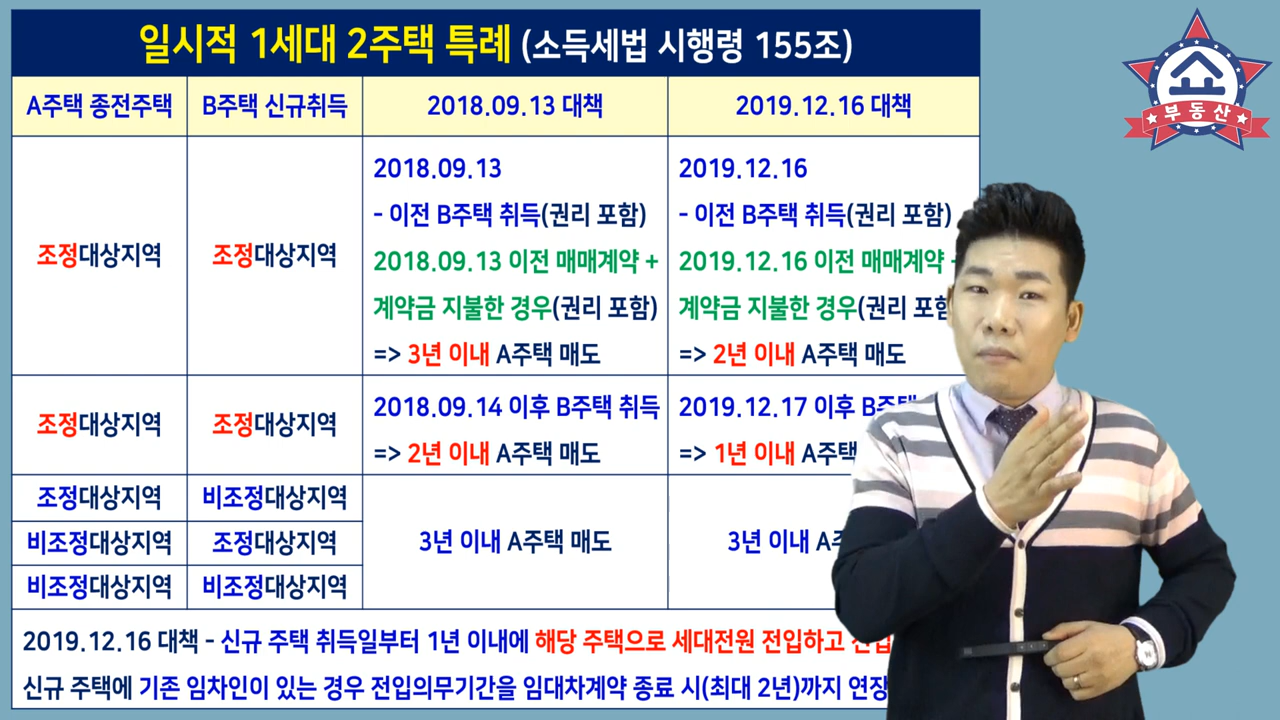 일시적 1세대 2주택 특례 (소득세법 시행령 155조)
A주택 종전주택
B주택 신규취득
2018.09.13 대책
2019.12.16 대책
조정대상지역
조정대상지역
2018.09.13
- 이전 B주택 취득(권리 포함)
2018.09.13 이전 매매계약 +
계약금 지불한 경우(권리 포함)
=> 3년 이내 A주택 매도
2019.12.16
- 이전 B주택 취득(권리 포함)
2019.12.16 이전 매매계약
계약금 지불한 경우(권리 포함
=> 2년 이내 A주택 매도
조정대상지역
조정대상지역
2018.09.14 이후 B주택 취득
=> 2년 이내 A주택 매도
2019.12.17 이후 B주택
=> 1년 이내 A주택
조정대상지역
비조정대상지역
비조정대상지역
조정대상지역
비조정대상지역
비조정대상지역
3년 이내 A주택 매도
3년 이내
2019.12.16 대책 - 신규 주택 취득일부터 1년 이내에 해당 주택으로 세대전원 전입하고
신규 주택에 기존 임차인이 있는 경우 전입의무기간을 임대차계약 종료 시(최대 2년)까지 연장
부동산